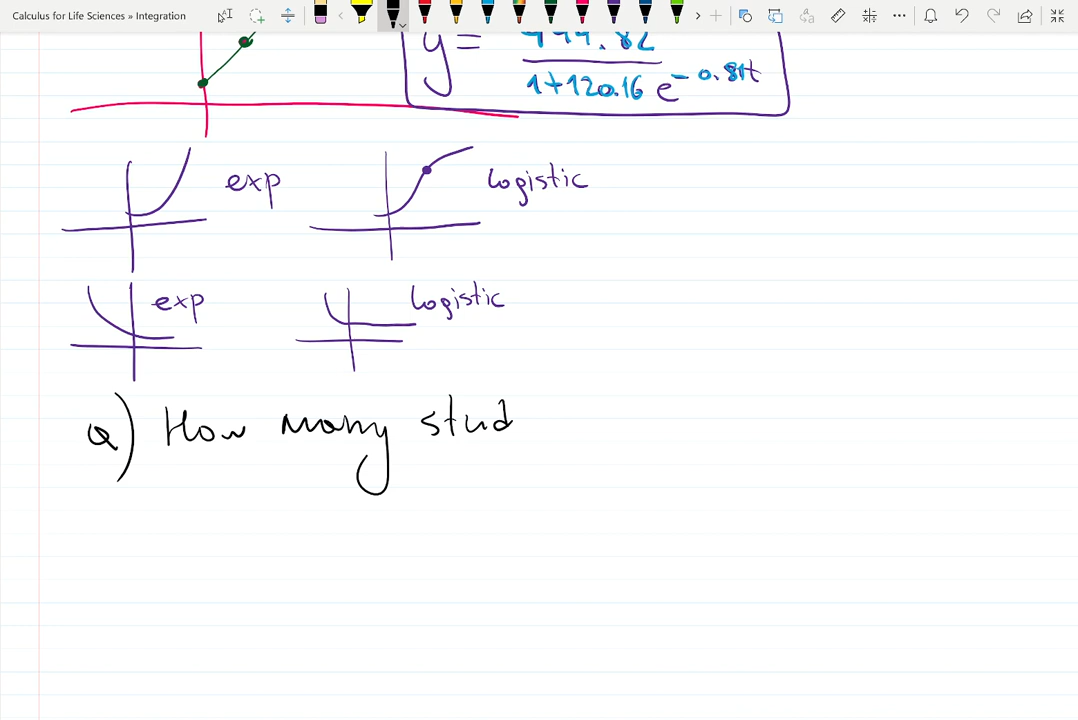 Calculus for Life Sciences » Integration
y =
1+120.16 e^-0.81t
exp
logistic
exp
logistic
a) How many stud